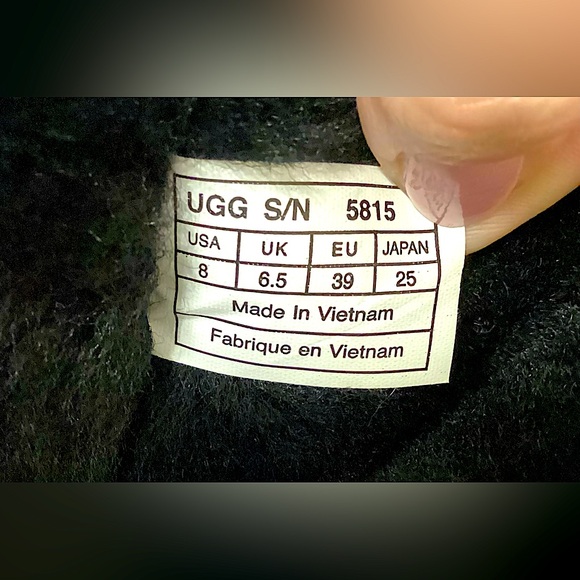 UGG S/N 5815
USA UK EU JAPAN
8 6.5 39 25
Made In Vietnam
Fabrique en Vietnam